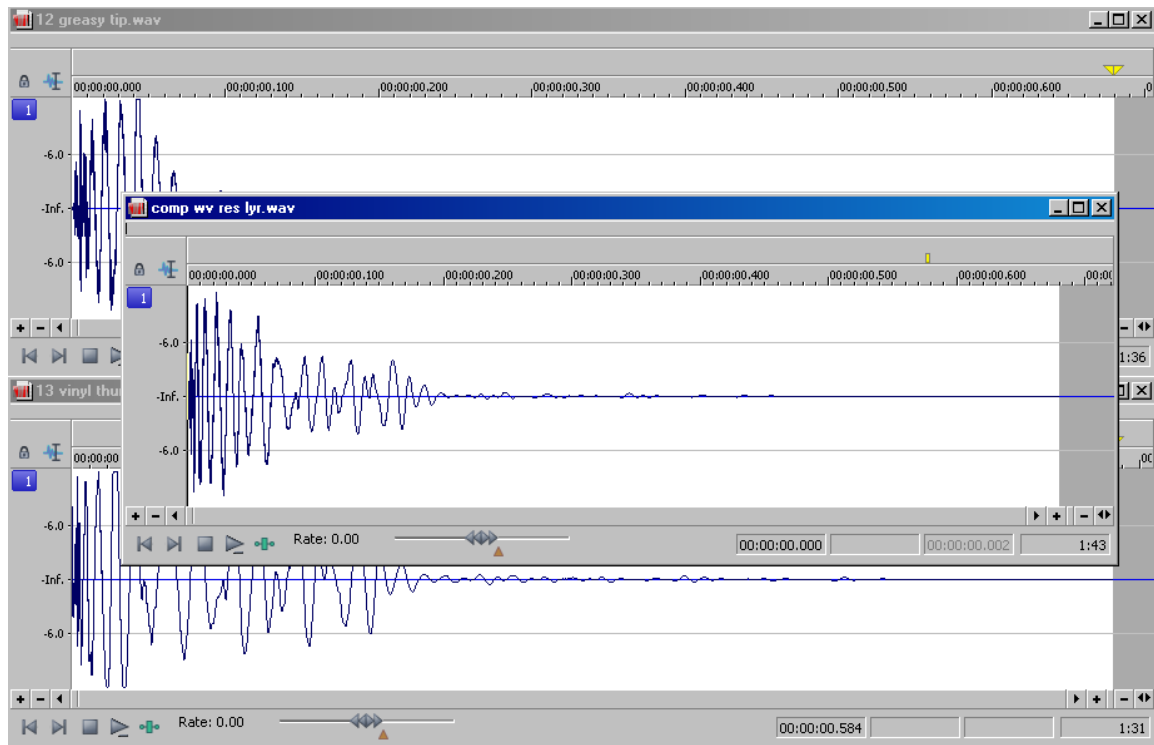 12 greasy tip.wav
00:00:00.000 00:00:00.100 00:00:00.200 00:00:00.300 00:00:00.400 00:00:00.500 00:00:00.600
1
-6.0
-Inf.
-6.0
1:36
comp wv res lyr.wav
00:00:00.000 00:00:00.100 00:00:00.200 00:00:00.300 00:00:00.400 00:00:00.500 00:00:00.600 00:00
1
-6.0
-Inf.
-6.0
Rate: 0.00
00:00:00.000 00:00:00.002 1:43
13 vinyl
00:00:00
1
-6.0
-Inf.
-6.0
Rate: 0.00
00:00:00.584 1:31